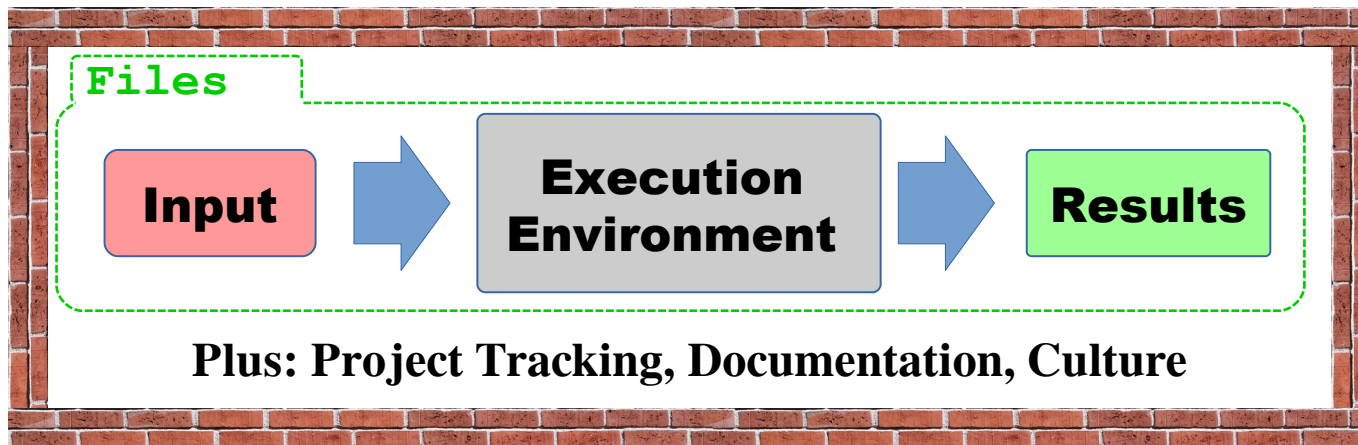 Files
Input
Execution
Environment
Results
Plus: Project Tracking, Documentation, Culture